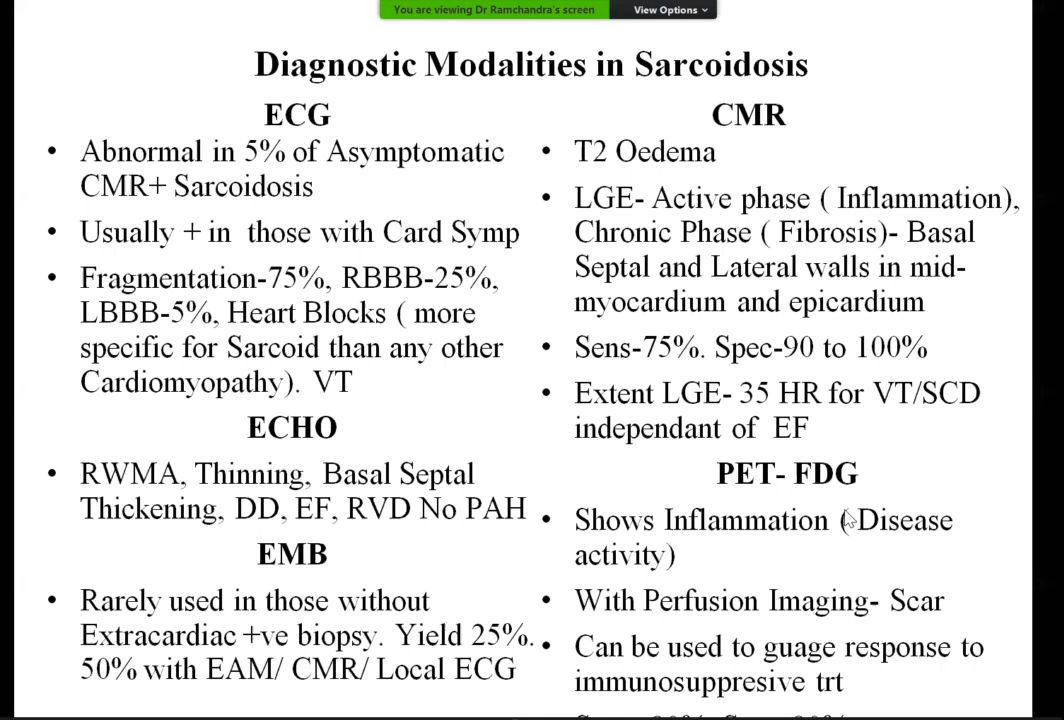 You are viewing Dr Ramchandra's screen
View Options
Diagnostic Modalities in Sarcoidosis
ECG
• Abnormal in 5% of Asymptomatic
CMR+ Sarcoidosis
• Usually + in those with Card Symp
• Fragmentation-75%, RBBB-25%,
LBBB-5%, Heart Blocks ( more
specific for Sarcoid than any other
Cardiomyopathy). VT
ECHO
• RWMA, Thinning, Basal Septal
Thickening, DD, EF, RVD No PAH
EMB
• Rarely used in those without
Extracardiac +ve biopsy. Yield 25%.
50% with EAM/ CMR/ Local ECG
CMR
• T2 Oedema
• LGE- Active phase ( Inflammation),
Chronic Phase ( Fibrosis)- Basal
Septal and Lateral walls in mid-
myocardium and epicardium
• Sens-75%. Spec-90 to 100%
• Extent LGE- 35 HR for VT/SCD
independant of EF
PET- FDG
• Shows Inflammation ( Disease
activity)
• With Perfusion Imaging- Scar
• Can be used to guage response to
immunosuppresive trt